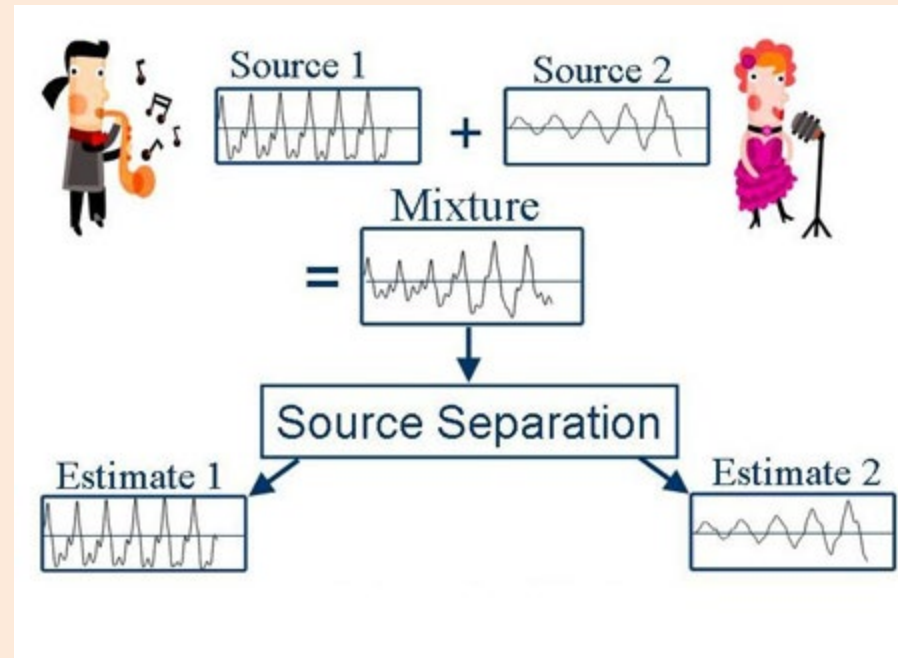 Source 1
Source 2
+
Mixture
=
Source Separation
Estimate 1
Estimate 2